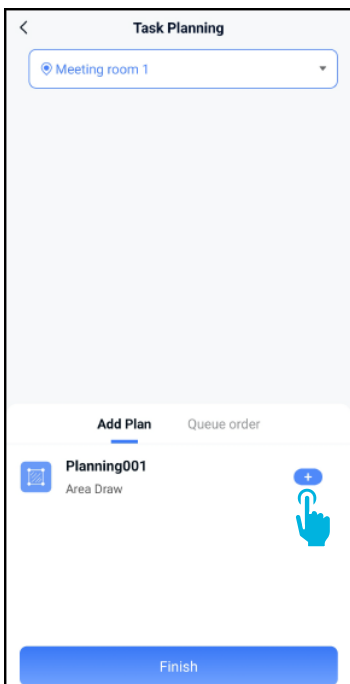 Task Planning
Meeting room 1
Add Plan Queue order
Planning001
Area Draw
Finish